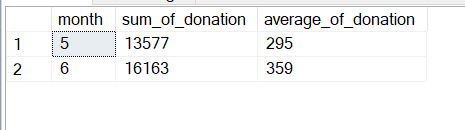 month sum_of_donation average_of_donation
1 5 13577 295
2 6 16163 359